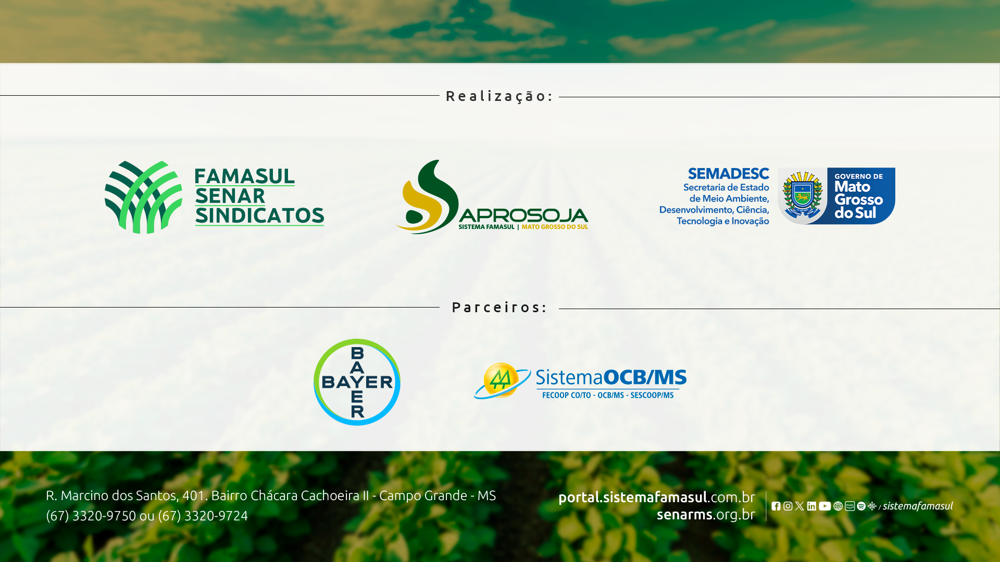 Realização:
FAMASUL
SENAR
SINDICATOS
APROSOJA
SISTEMA FAMASUL | MATO GROSSO DO SUL
SEMADESC
Secretaria de Estado
de Meio Ambiente,
Desenvolvimento, Ciência,
Tecnologia e Inovação
GOVERNO DE
Mato
Grosso
do Sul
Parceiros:
BAYER
BAYER
SistemaOCB/MS
FECOOP CO/TO - OCB/MS - SESCOOP/MS
R. Marcino dos Santos, 401. Bairro Chácara Cachoeira II - Campo Grande - MS
(67) 3320-9750 ou (67) 3320-9724
portal.sistemafamasul.com.br
senarms.org.br
/ sistemafamasul